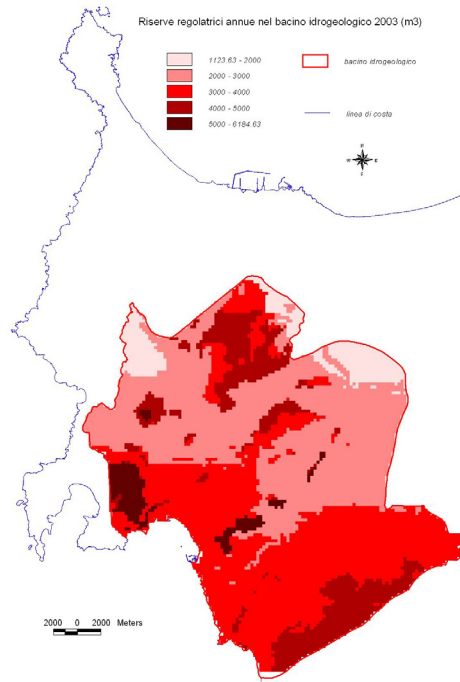 Riserve regolatrici annue nel bacino idrogeologico 2003 (m3)
1123.63 - 2000
2000 - 3000
3000 - 4000
4000 - 5000
5000 - 6184.63
bacino idrogeologico
linea di costa
N
W E
S
2000 0 2000 Meters